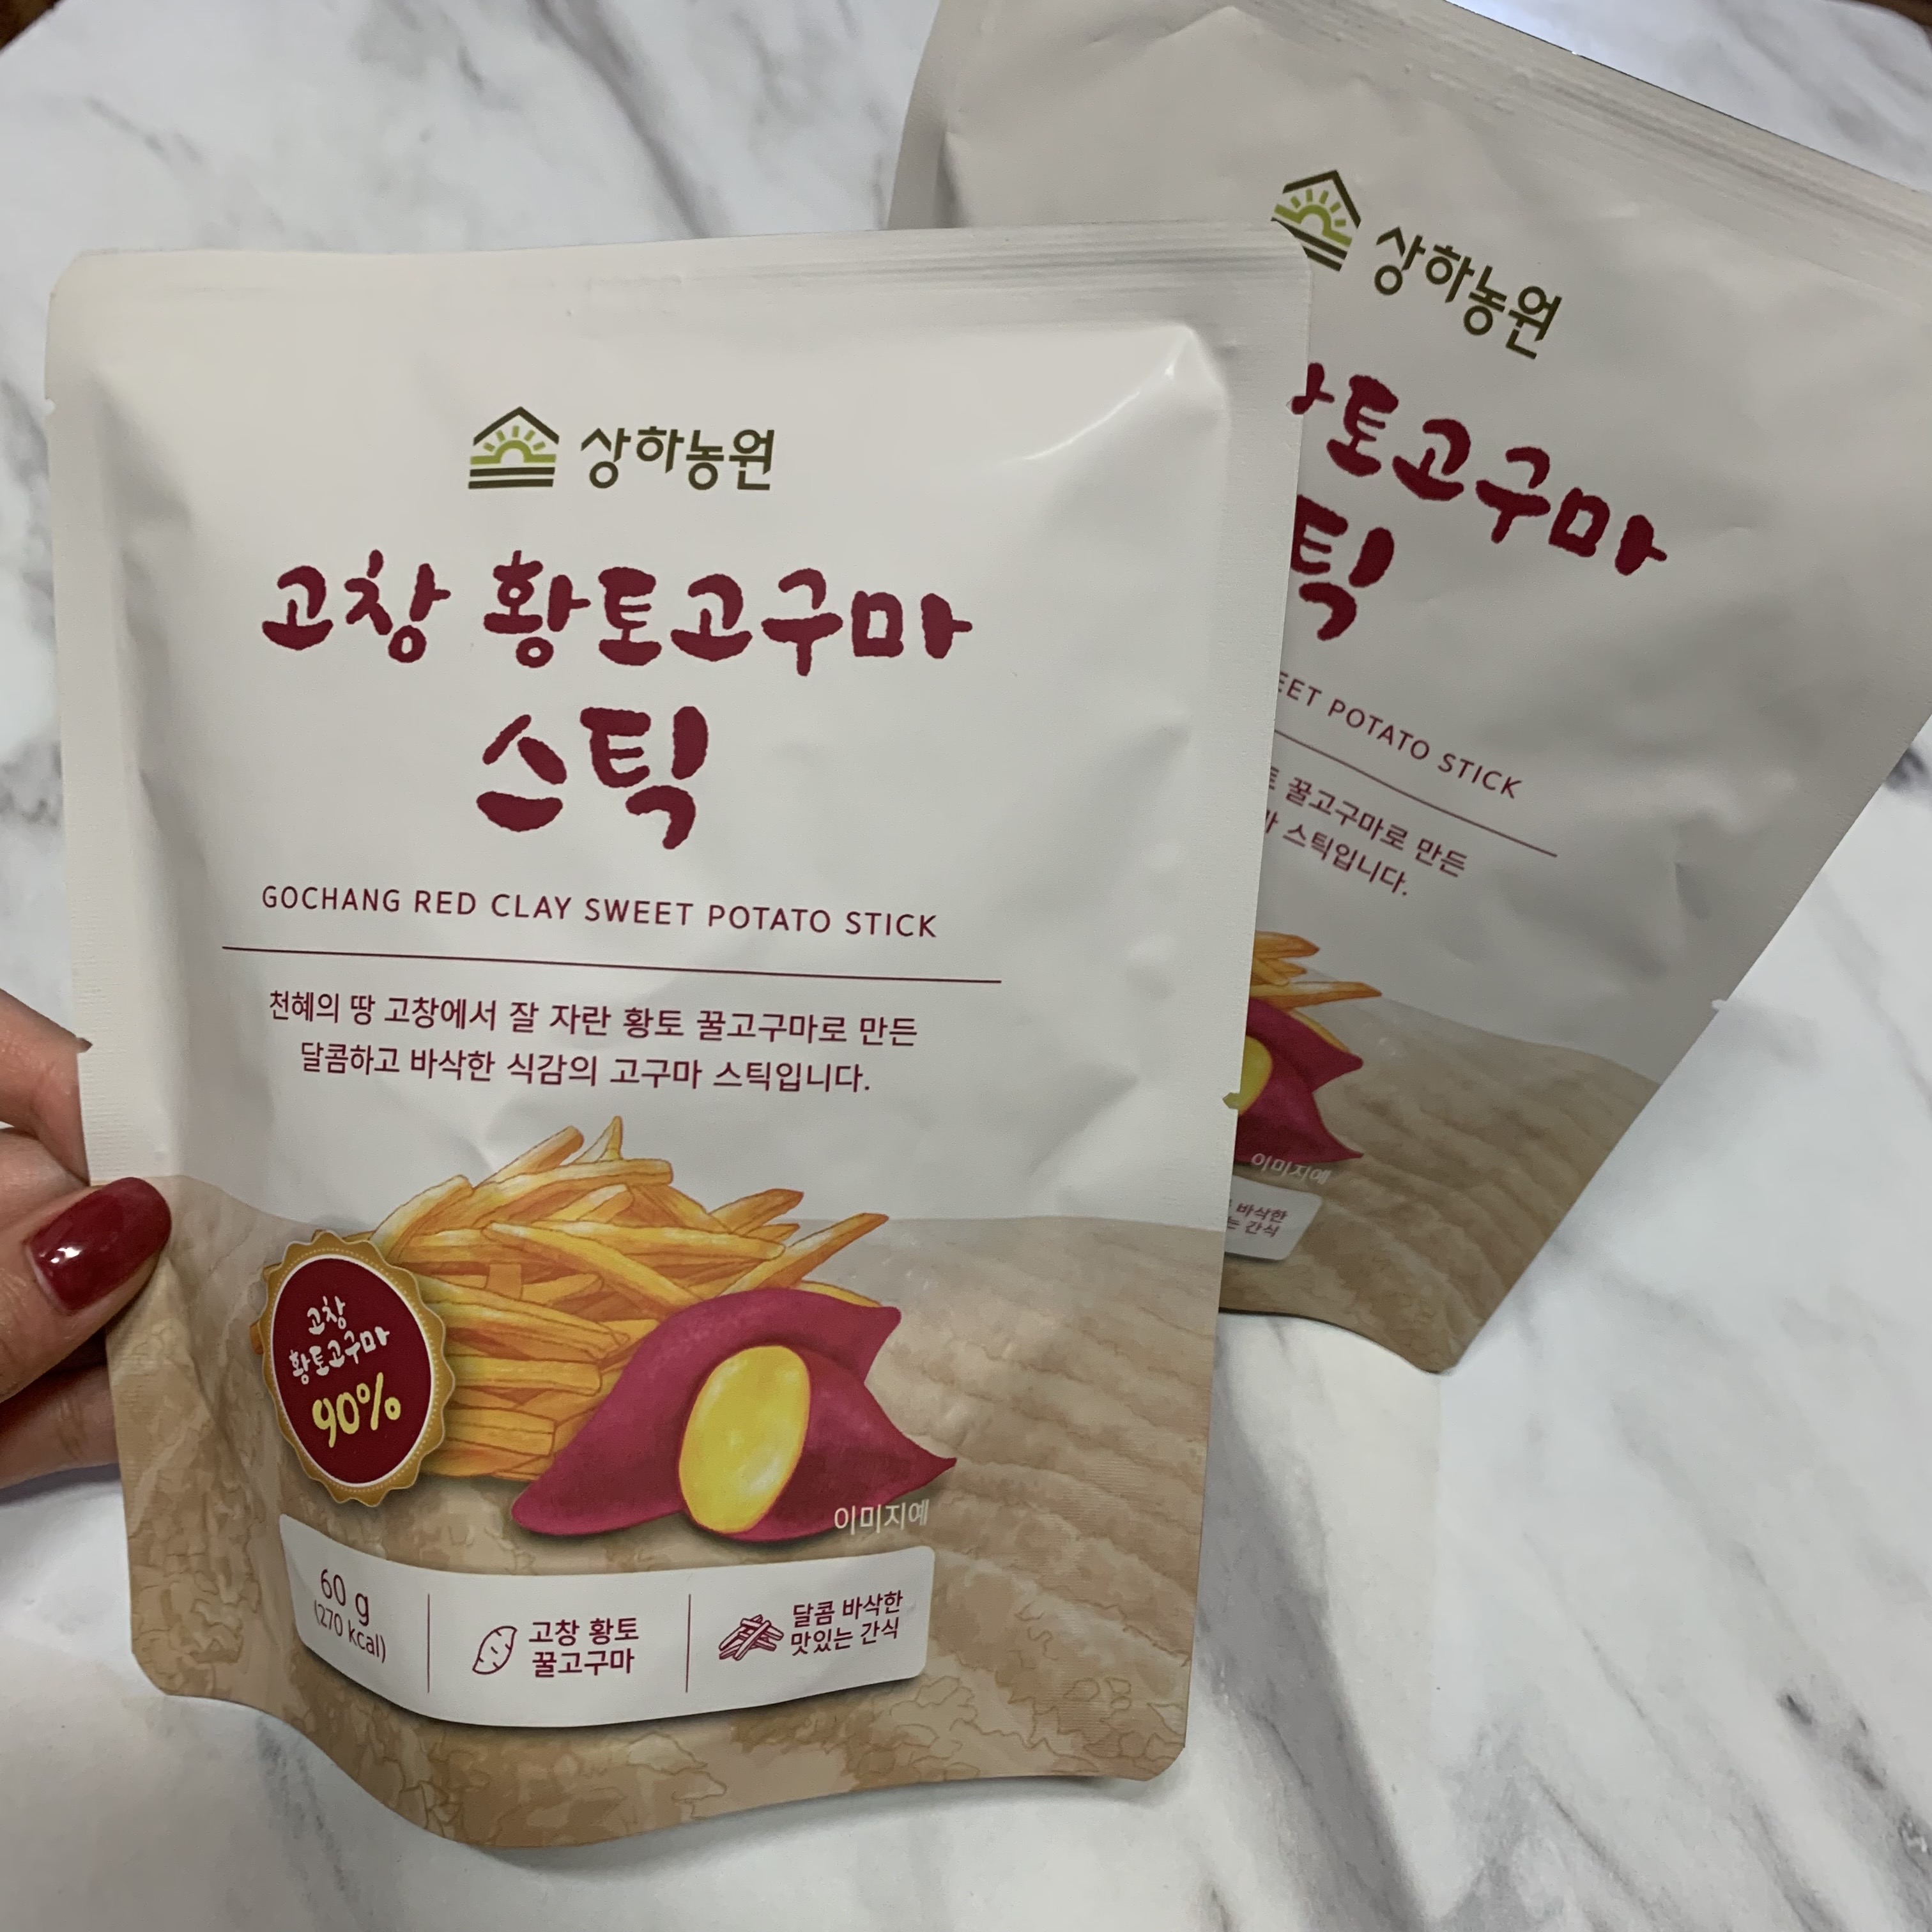 상하농원
고창 황토고구마
스틱
GOCHANG RED CLAY SWEET POTATO STICK
천혜의 땅 고창에서 잘 자란 황토 꿀고구마로 만든
달콤하고 바삭한 식감의 고구마 스틱입니다.
고창
황토고구마
90%
이미지예
60 g
(270 kcal)
고창 황토
꿀고구마
달콤 바삭한
맛있는 간식
상하농원
토고구마
틱
POTATO STICK
꿀고구마로 만든
스틱입니다.
이미지예
바삭한
간식